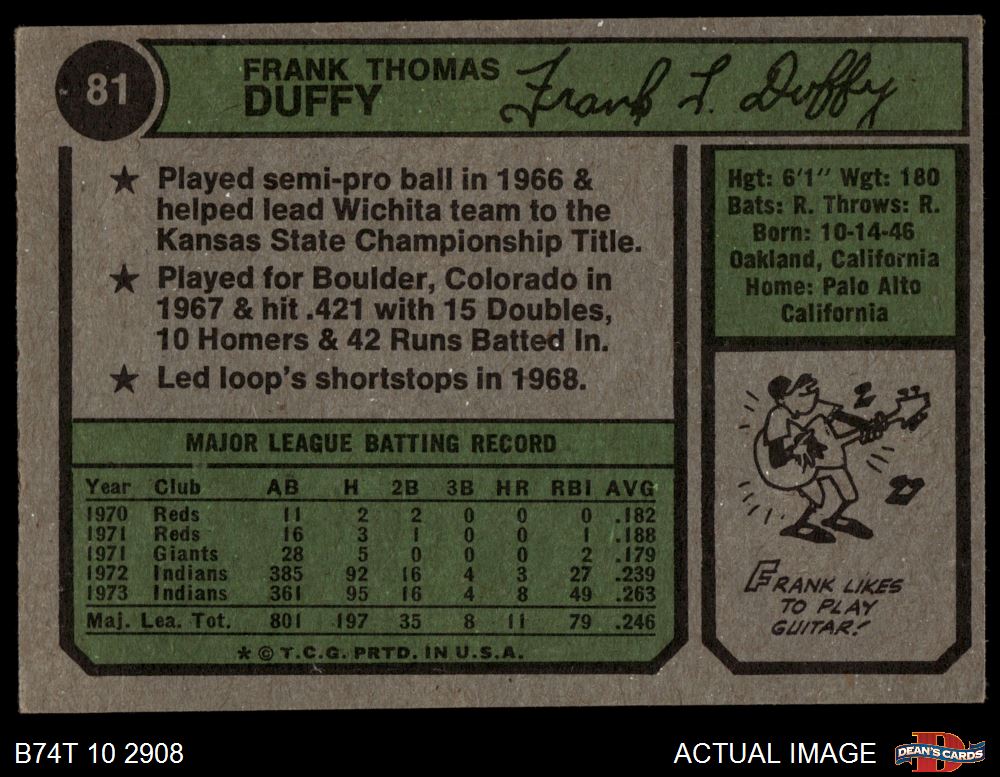 81
FRANK THOMAS
DUFFY
Frank T. Duffy
★ Played semi-pro ball in 1966 &
helped lead Wichita team to the
Kansas State Championship Title.
★ Played for Boulder, Colorado in
1967 & hit .421 with 15 Doubles,
10 Homers & 42 Runs Batted In.
★ Led loop's shortstops in 1968.
Hgt: 6'1" Wgt: 180
Bats: R. Throws: R.
Born: 10-14-46
Oakland, California
Home: Palo Alto
California
MAJOR LEAGUE BATTING RECORD
Year Club AB H 2B 3B HR RBI AVG
1970 Reds 11 2 2 0 0 0 .182
1971 Reds 16 3 1 0 0 1 .188
1971 Giants 28 5 0 0 0 2 .179
1972 Indians 385 92 16 4 3 27 .239
1973 Indians 361 95 16 4 8 49 .263
Maj. Lea. Tot. 801 197 35 8 11 79 .246
* © T.C.G. PRTD. IN U.S.A.
FRANK LIKES
TO PLAY
GUITAR!
B74T 10 2908
ACTUAL IMAGE
DEAN'S CARDS